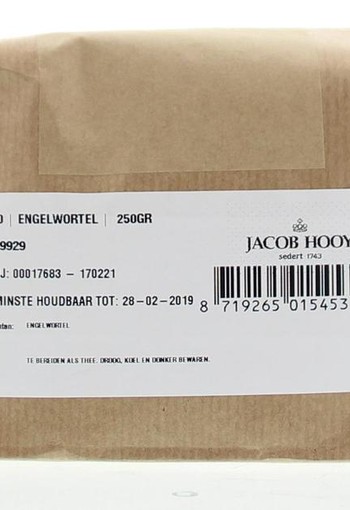 | ENGELWORTEL | 250GR
9929
JACOB HOOY
sedert 1743
J: 00017683 - 170221
MINSTE HOUDBAAR TOT: 28-02-2019
8 719265 015453
ENGELWORTEL
TE BEREIDEN ALS THEE. DROOG, KOEL EN DONKER BEWAREN.